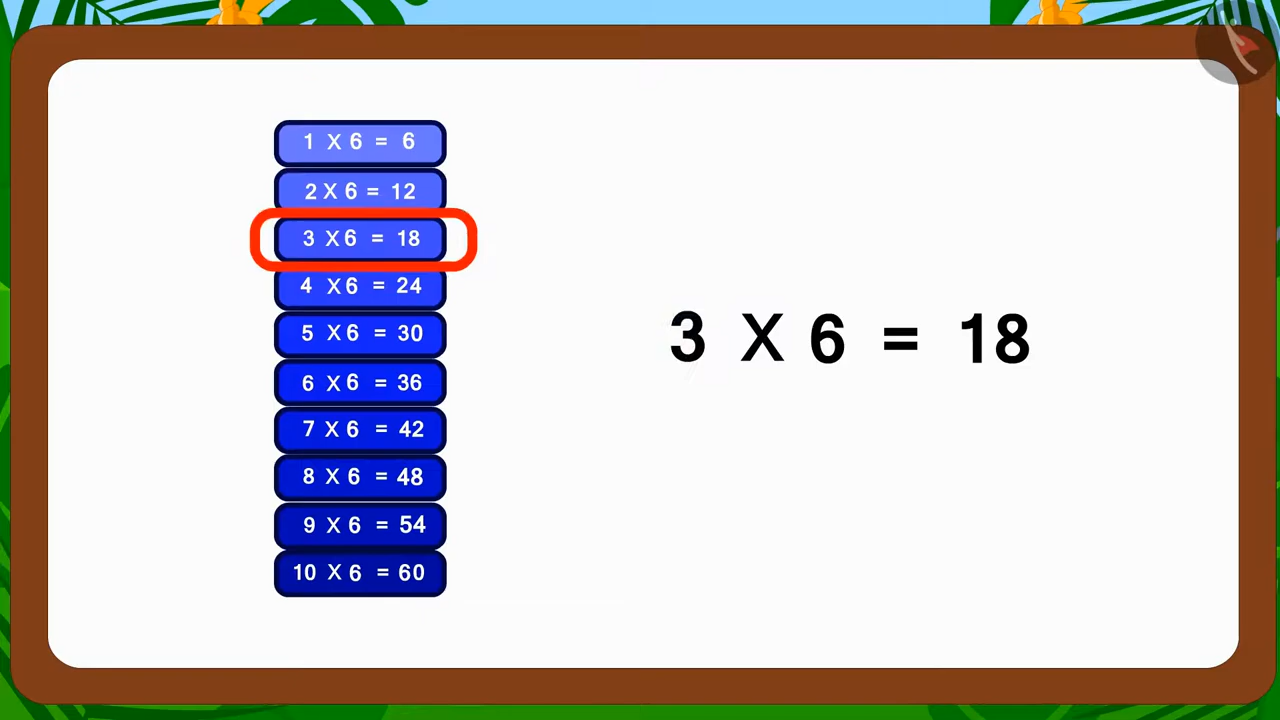 1 X 6 = 6
2 X 6 = 12
3 X 6 = 18
4 X 6 = 24
5 X 6 = 30
6 X 6 = 36
7 X 6 = 42
8 X 6 = 48
9 X 6 = 54
10 X 6 = 60
3 X 6 = 18